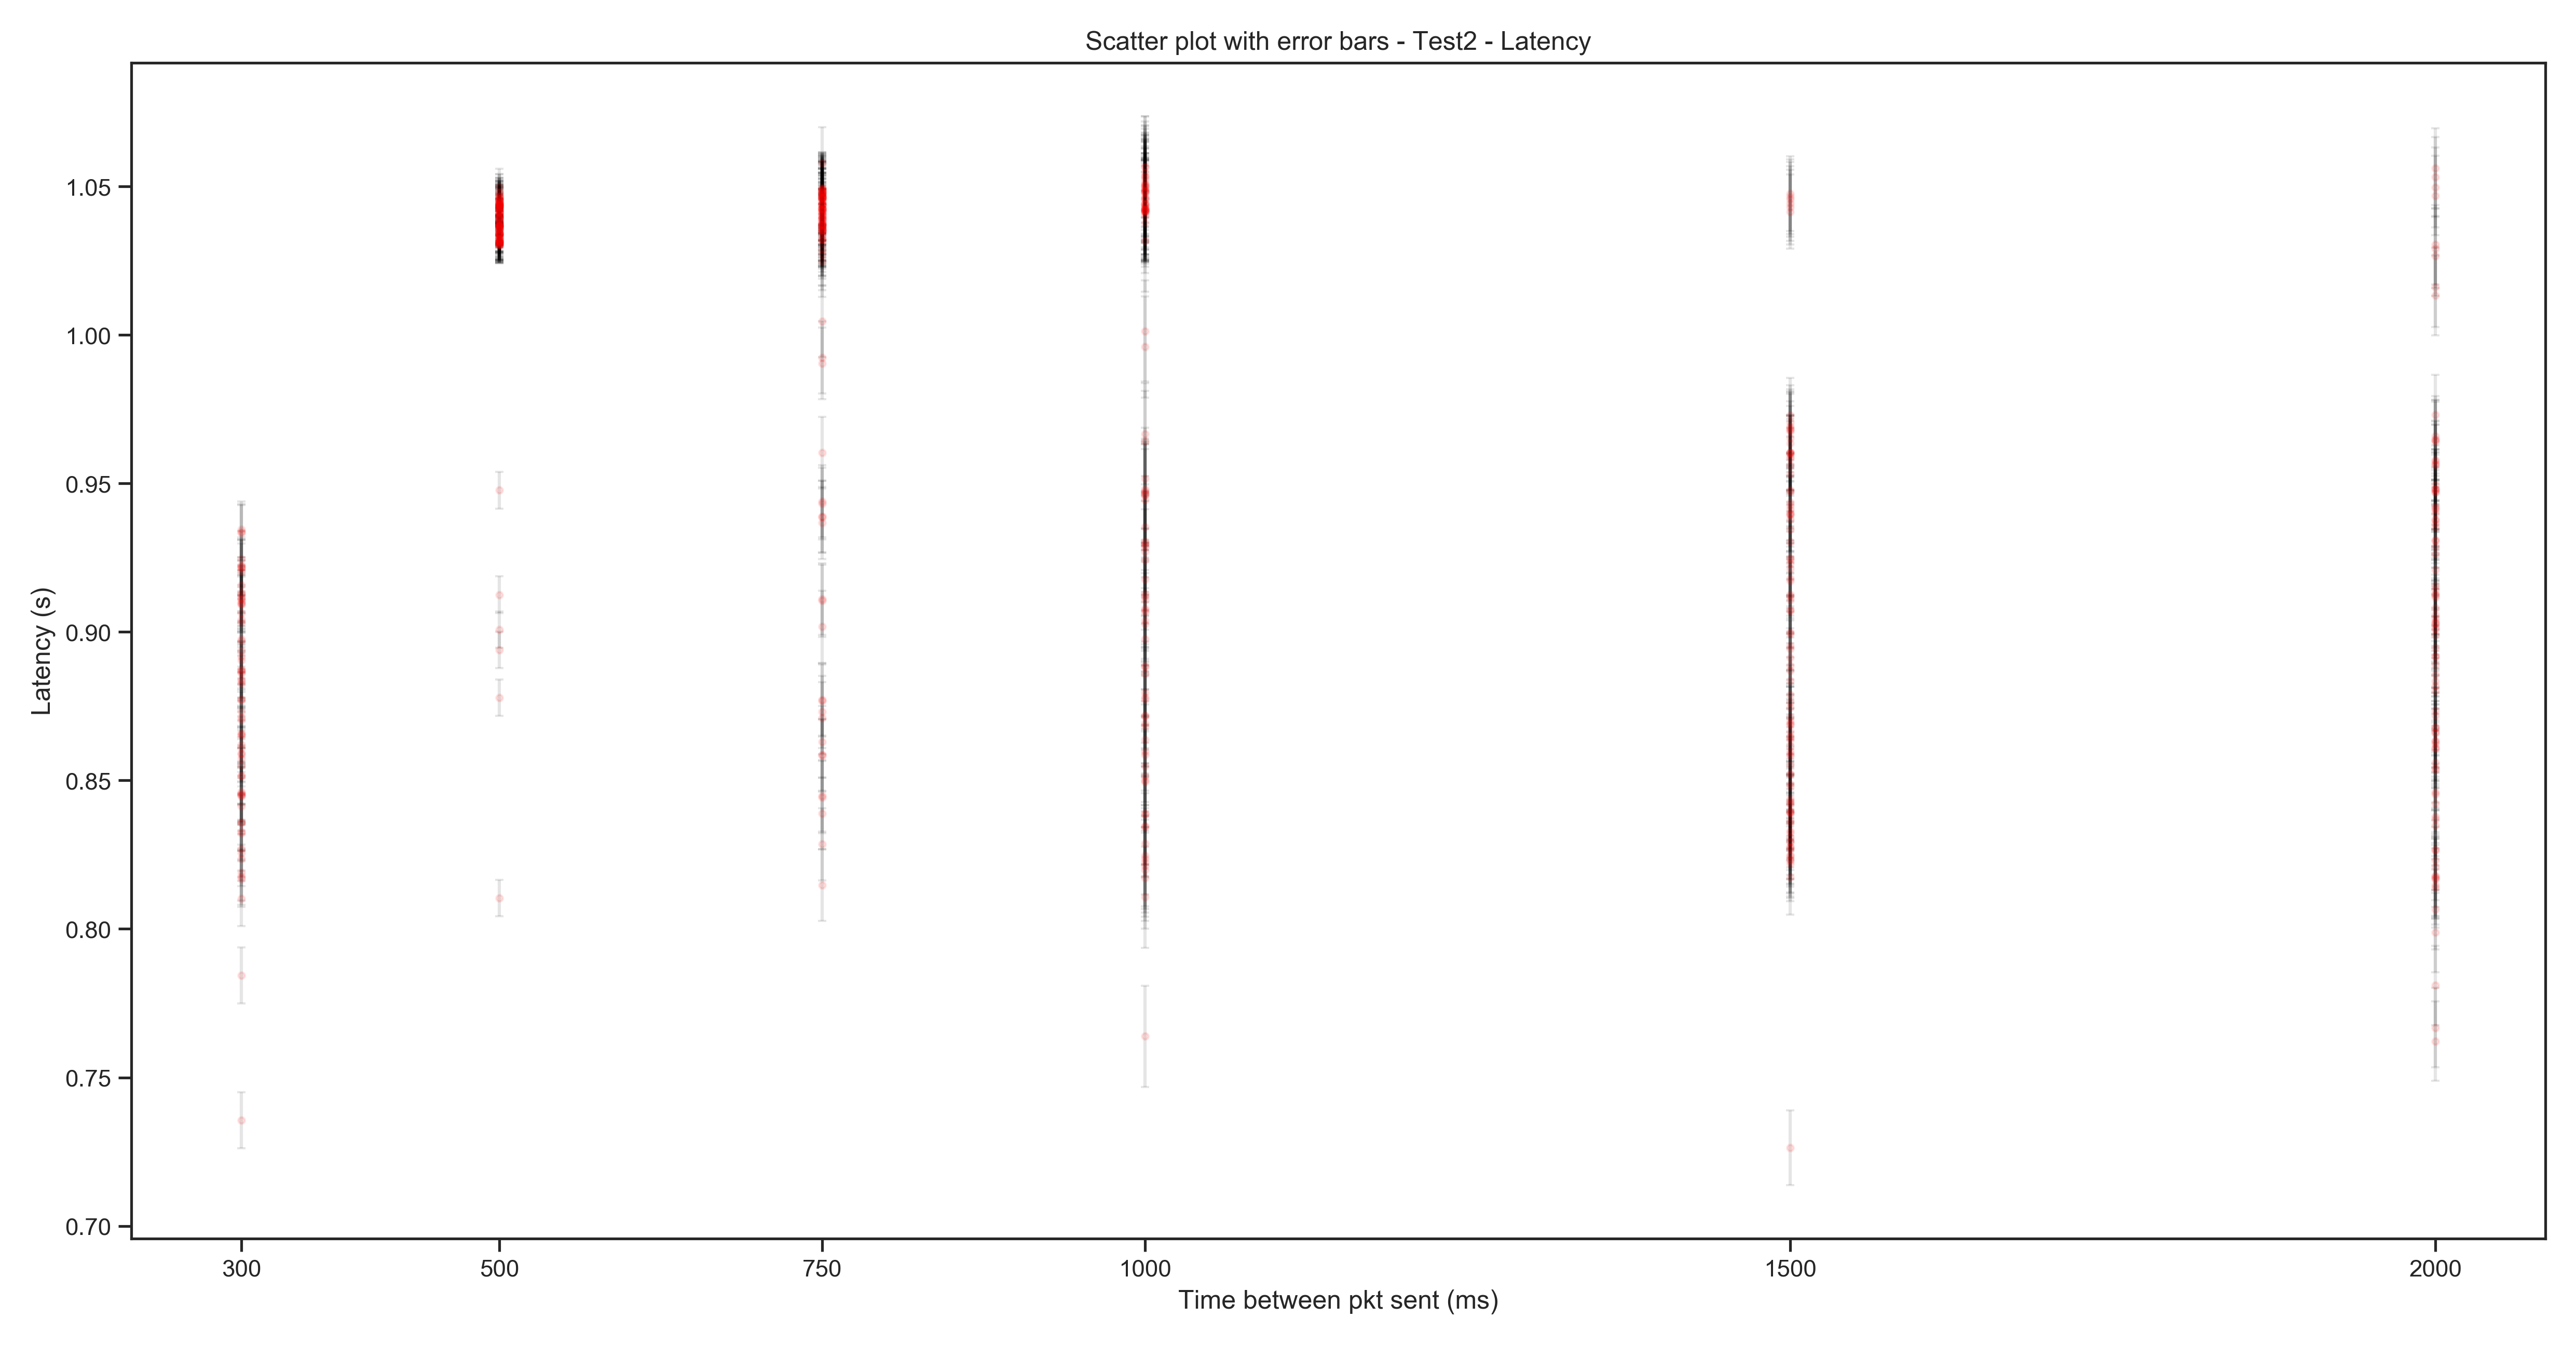 Scatter plot with error bars - Test2 - Latency
1.05
1.00
0.95
0.90
0.85
0.80
0.75
0.70
Latency (s)
300 500 750 1000 1500 2000
Time between pkt sent (ms)